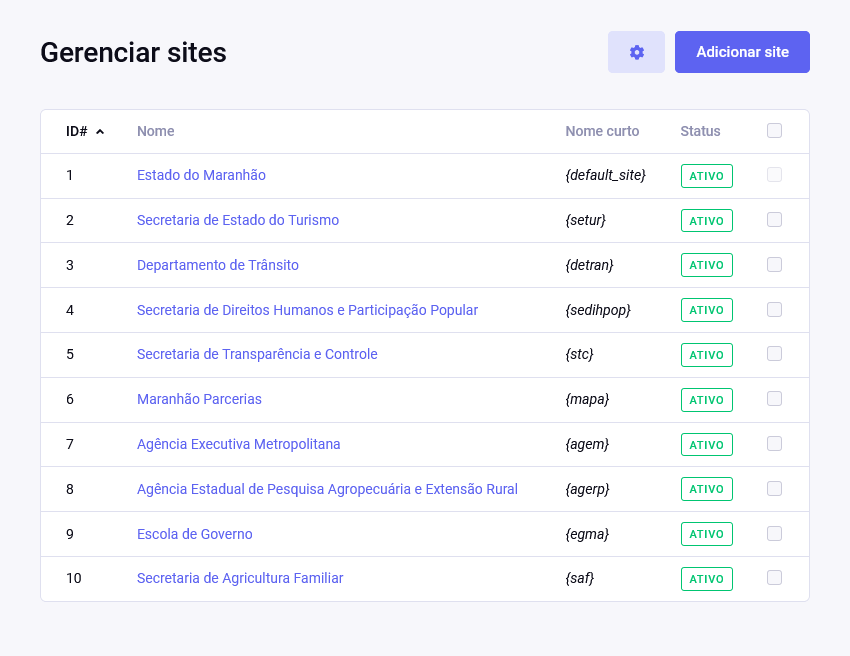 Gerenciar sites
Adicionar site
ID# Nome Nome curto Status
1 Estado do Maranhão {default_site} ATIVO
2 Secretaria de Estado do Turismo {setur} ATIVO
3 Departamento de Trânsito {detran} ATIVO
4 Secretaria de Direitos Humanos e Participação Popular {sedihpop} ATIVO
5 Secretaria de Transparência e Controle {stc} ATIVO
6 Maranhão Parcerias {mapa} ATIVO
7 Agência Executiva Metropolitana {agem} ATIVO
8 Agência Estadual de Pesquisa Agropecuária e Extensão Rural {agerp} ATIVO
9 Escola de Governo {egma} ATIVO
10 Secretaria de Agricultura Familiar {saf} ATIVO